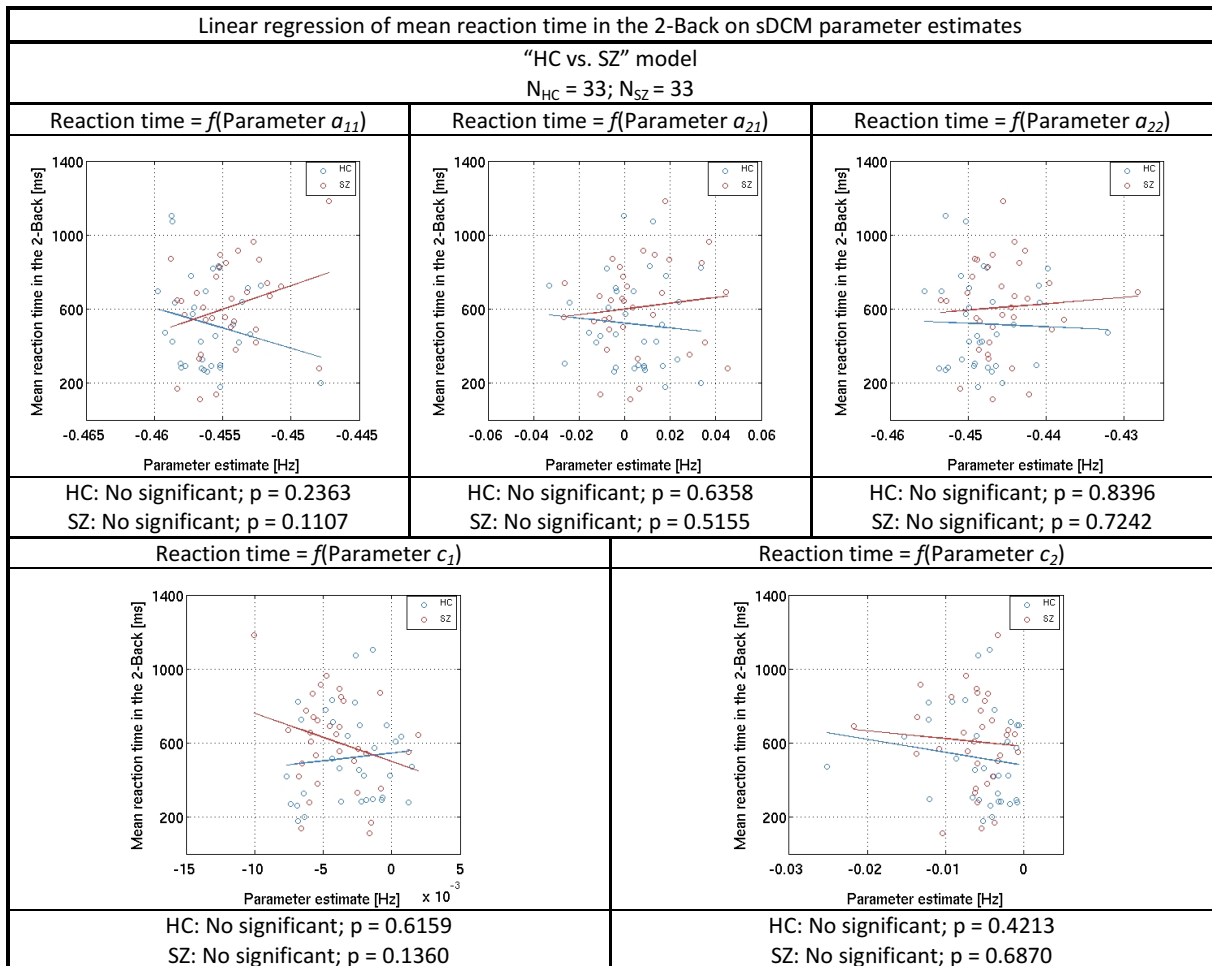 Linear regression of mean reaction time in the 2-Back on sDCM parameter estimates
“HC vs. SZ” model
N_HC = 33; N_SZ = 33
Reaction time = f(Parameter a_11)
Reaction time = f(Parameter a_21)
Reaction time = f(Parameter a_22)
Mean reaction time in the 2-Back [ms]
1400
1000
600
200
HC
SZ
-0.465 -0.46 -0.455 -0.45 -0.445
Parameter estimate [Hz]
Mean reaction time in the 2-Back [ms]
1400
1000
600
200
HC
SZ
-0.06 -0.04 -0.02 0 0.02 0.04 0.06
Parameter estimate [Hz]
Mean reaction time in the 2-Back [ms]
1400
1000
600
200
HC
SZ
-0.46 -0.45 -0.44 -0.43
Parameter estimate [Hz]
HC: No significant; p = 0.2363
SZ: No significant; p = 0.1107
HC: No significant; p = 0.6358
SZ: No significant; p = 0.5155
HC: No significant; p = 0.8396
SZ: No significant; p = 0.7242
Reaction time = f(Parameter c_1)
Reaction time = f(Parameter c_2)
Mean reaction time in the 2-Back [ms]
1400
1000
600
200
HC
SZ
-15 -10 -5 0 5
Parameter estimate [Hz] x 10^-3
Mean reaction time in the 2-Back [ms]
1400
1000
600
200
HC
SZ
-0.03 -0.02 -0.01 0
Parameter estimate [Hz]
HC: No significant; p = 0.6159
SZ: No significant; p = 0.1360
HC: No significant; p = 0.4213
SZ: No significant; p = 0.6870